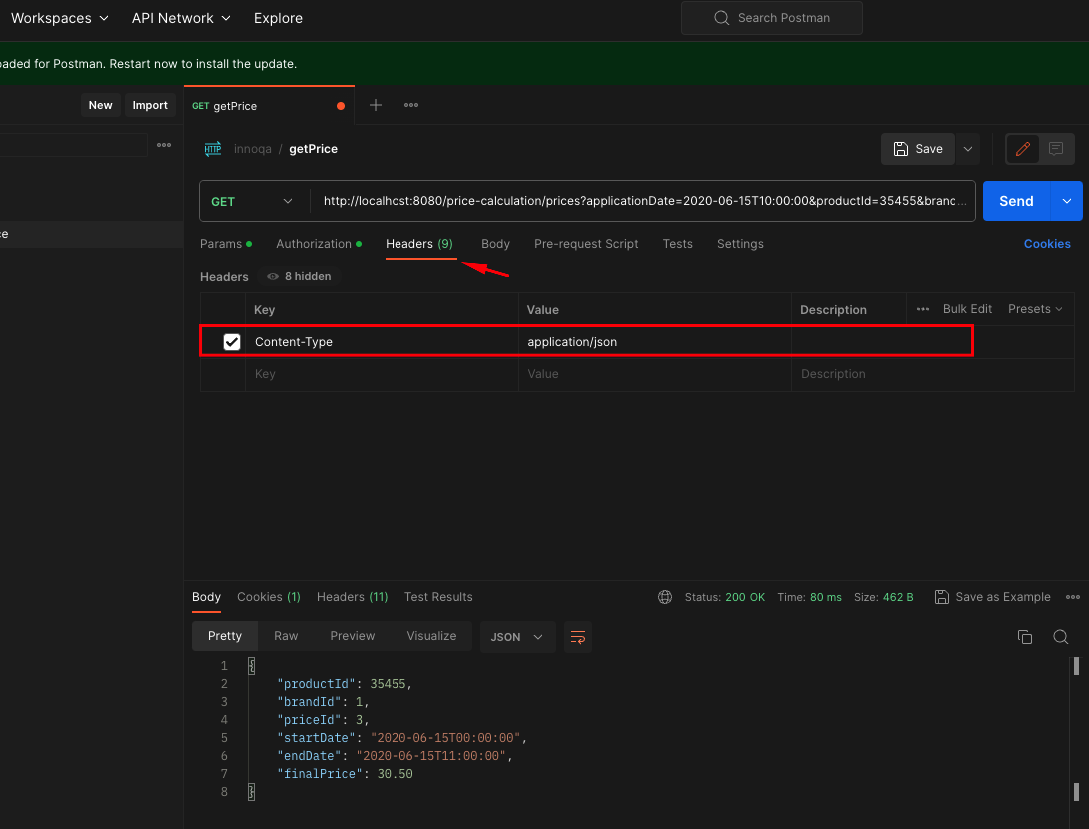 Workspaces API Network Explore Search Postman
oaded for Postman. Restart now to install the update.
New Import GET getPrice
HTTP innoqa / getPrice Save
GET http://localhcst:8080/price-calculation/prices?applicationDate=2020-06-15T10:00:00&productId=35455&branc... Send
ce
Params Authorization Headers (9) Body Pre-request Script Tests Settings Cookies
Headers 8 hidden
Key Value Description Bulk Edit Presets
Content-Type application/json
Key Value Description
Body Cookies (1) Headers (11) Test Results Status: 200 OK Time: 80 ms Size: 462 B Save as Example
Pretty Raw Preview Visualize JSON
1 {
2 "productId": 35455,
3 "brandId": 1,
4 "priceId": 3,
5 "startDate": "2020-06-15T00:00:00",
6 "endDate": "2020-06-15T11:00:00",
7 "finalPrice": 30.50
8 }